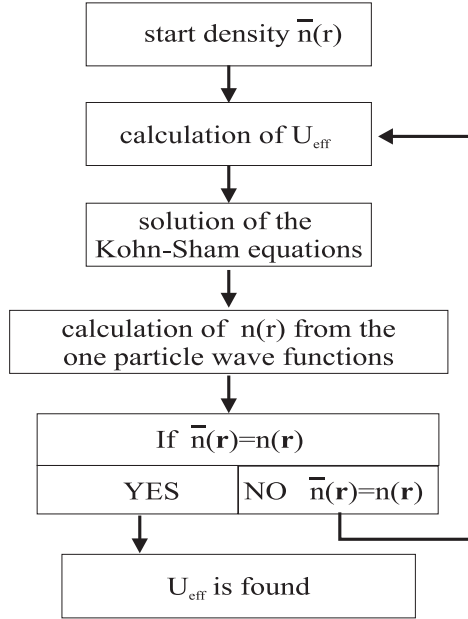 start density n̅(r)
calculation of U_eff
solution of the
Kohn-Sham equations
calculation of n(r) from the
one particle wave functions
If n̅(r)=n(r)
YES
NO n̅(r)=n(r)
U_eff is found